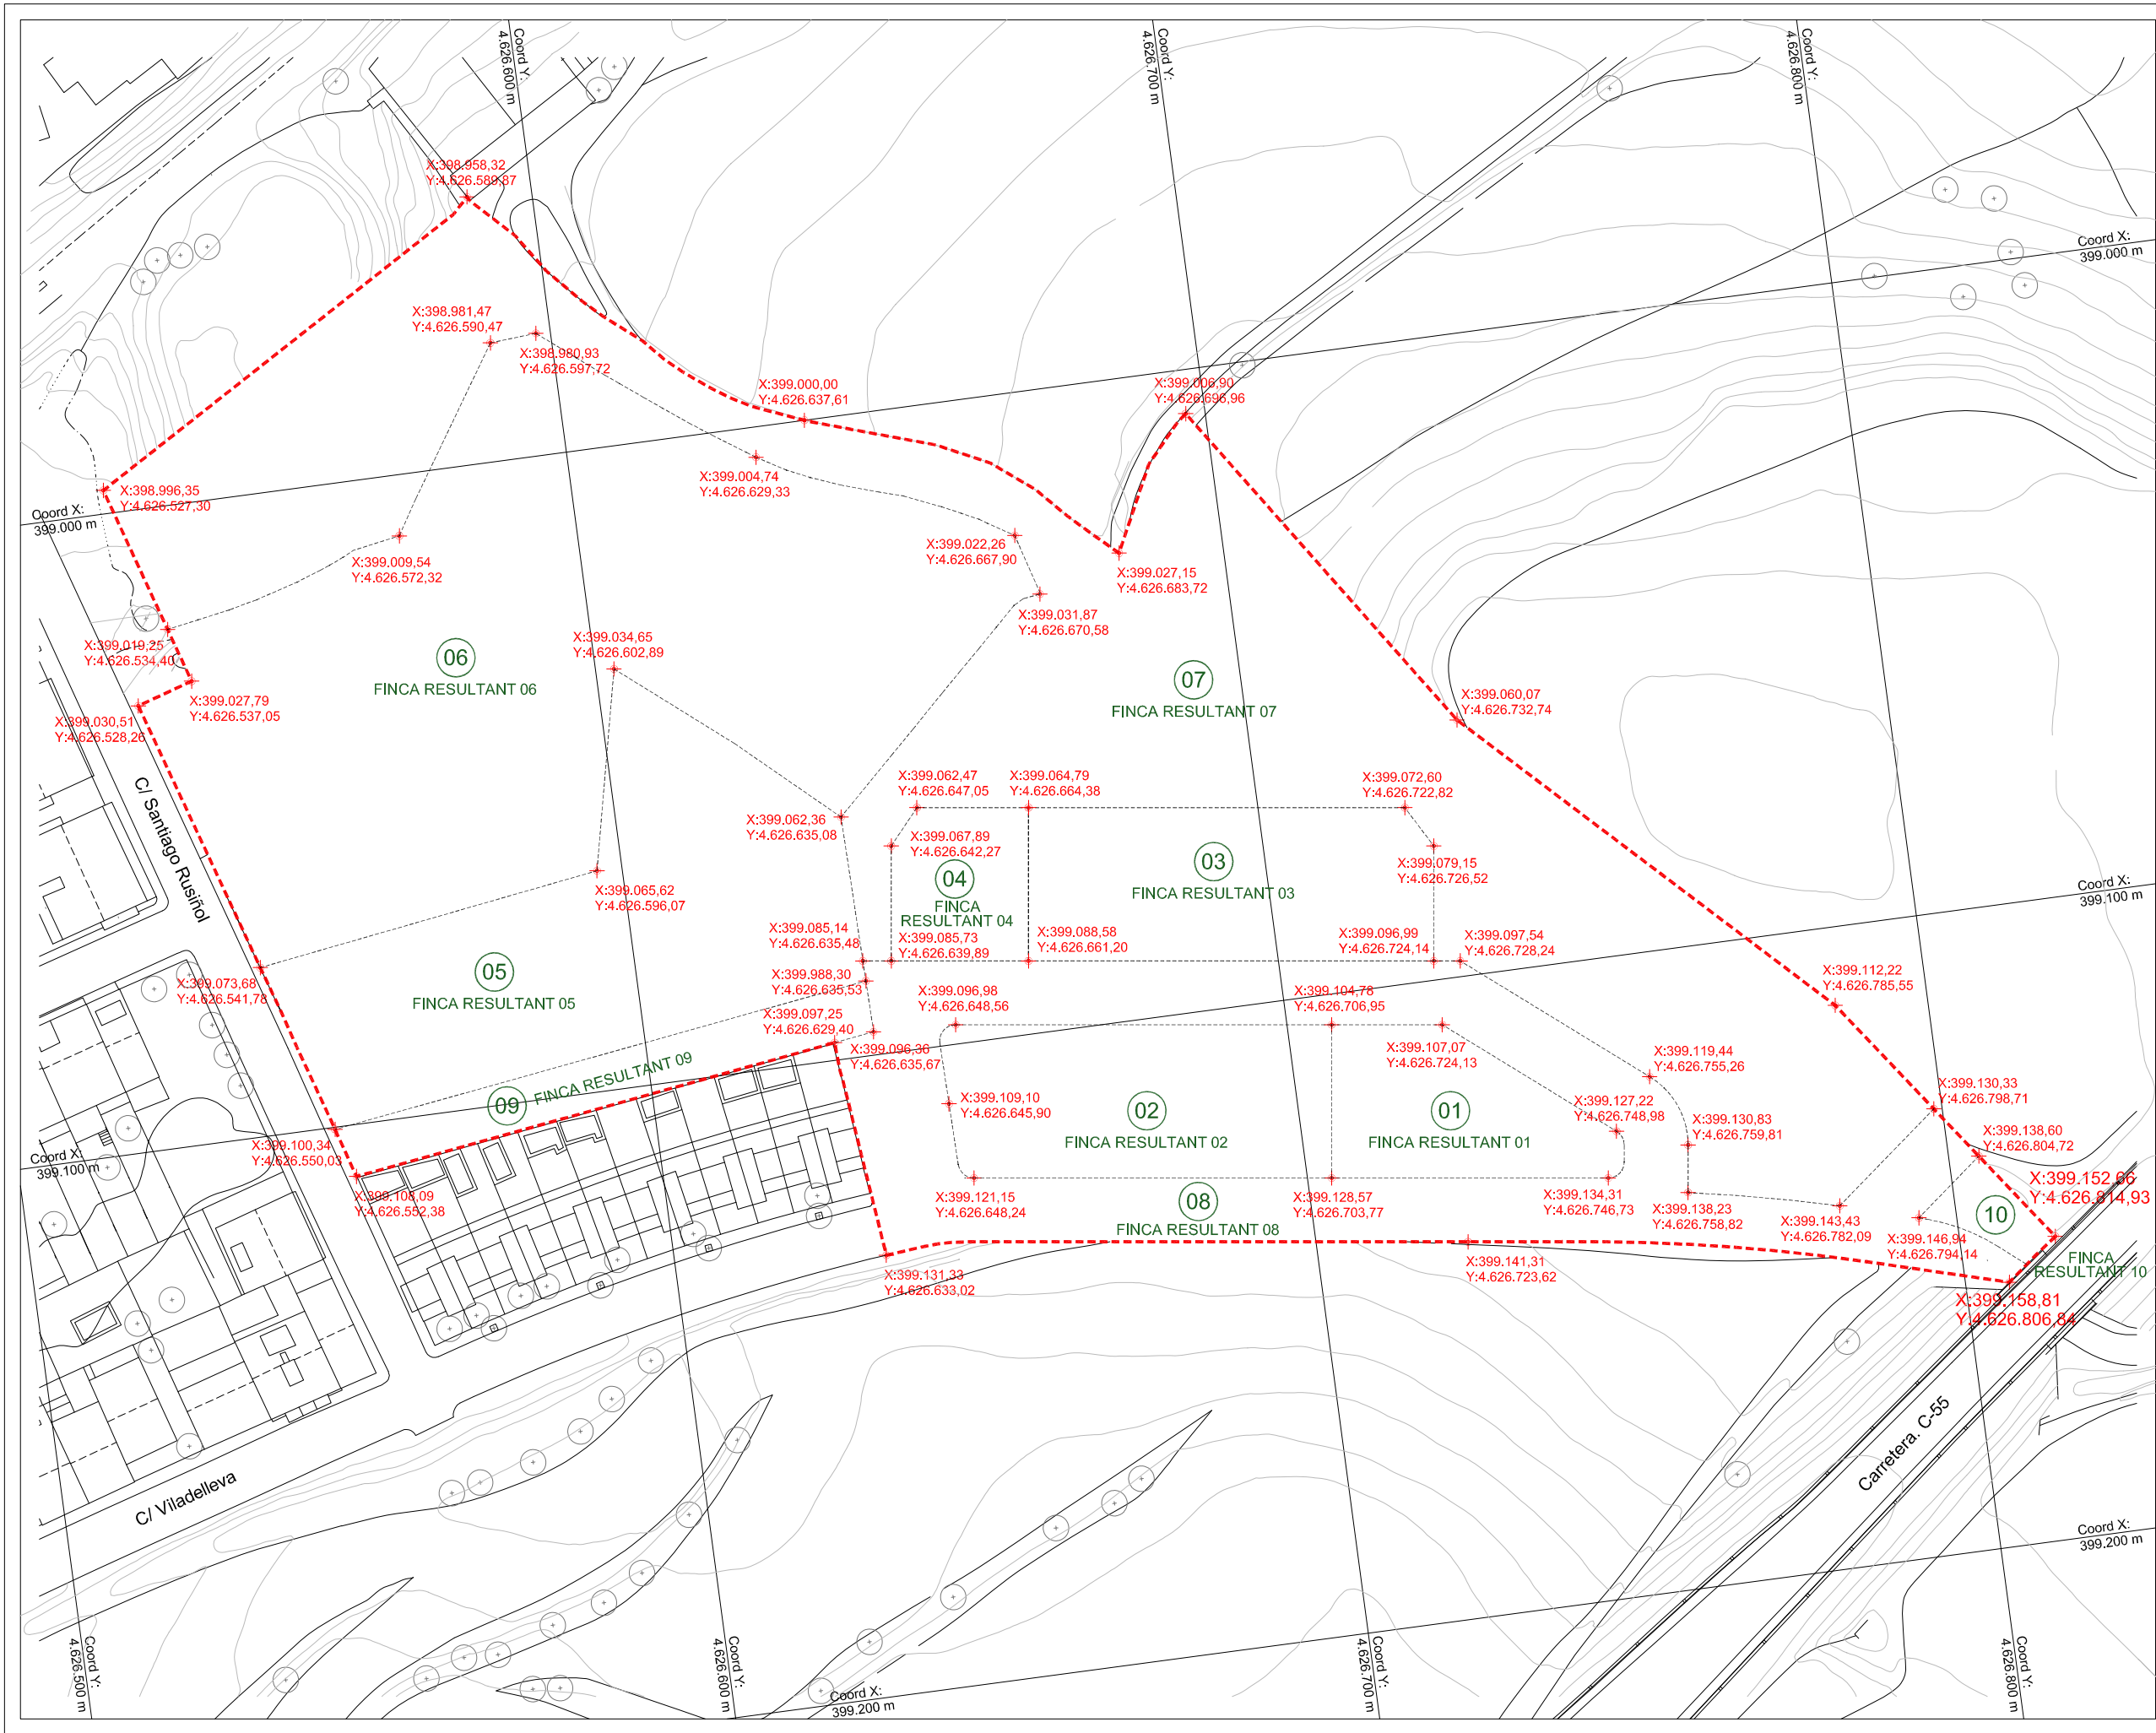 Coord Y:
4.626.600 m
Coord Y:
4.626.700 m
Coord Y:
4.626.800 m
X:398.958,32
Y:4.626.589,87
Coord X:
399.000 m
X:398.981,47
Y:4.626.590,47
X:398.980,93
Y:4.626.597,72
X:399.000,00
Y:4.626.637,61
X:399.006,90
Y:4.626.696,96
X:398.996,35
Y:4.626.527,30
X:399.004,74
Y:4.626.629,33
Coord X:
399.000 m
X:399.009,54
Y:4.626.572,32
X:399.022,26
Y:4.626.667,90
X:399.027,15
Y:4.626.683,72
X:399.031,87
Y:4.626.670,58
X:399.019,25
Y:4.626.534,40
X:399.034,65
Y:4.626.602,89
06
FINCA RESULTANT 06
07
FINCA RESULTANT 07
X:399.027,79
Y:4.626.537,05
X:399.030,51
Y:4.626.528,26
X:399.060,07
Y:4.626.732,74
C/ Santiago Rusiñol
X:399.062,47
Y:4.626.647,05
X:399.064,79
Y:4.626.664,38
X:399.072,60
Y:4.626.722,82
X:399.062,36
Y:4.626.635,08
X:399.067,89
Y:4.626.642,27
X:399.079,15
Y:4.626.726,52
04
FINCA
RESULTANT 04
03
FINCA RESULTANT 03
Coord X:
399.100 m
X:399.065,62
Y:4.626.596,07
X:399.085,14
Y:4.626.635,48
X:399.085,73
Y:4.626.639,89
X:399.088,58
Y:4.626.661,20
X:399.096,99
Y:4.626.724,14
X:399.097,54
Y:4.626.728,24
X:399.073,68
Y:4.626.541,78
05
FINCA RESULTANT 05
X:399.988,30
Y:4.626.635,53
X:399.112,22
Y:4.626.785,55
X:399.096,98
Y:4.626.648,56
X:399.104,78
Y:4.626.706,95
X:399.097,25
Y:4.626.629,40
X:399.096,36
Y:4.626.635,67
X:399.107,07
Y:4.626.724,13
X:399.119,44
Y:4.626.755,26
09
FINCA RESULTANT 09
X:399.109,10
Y:4.626.645,90
02
FINCA RESULTANT 02
01
FINCA RESULTANT 01
X:399.127,22
Y:4.626.748,98
X:399.130,33
Y:4.626.798,71
X:399.130,83
Y:4.626.759,81
X:399.138,60
Y:4.626.804,72
X:399.100,34
Y:4.626.550,03
Coord X:
399.100 m
X:399.108,09
Y:4.626.552,38
X:399.121,15
Y:4.626.648,24
08
FINCA RESULTANT 08
X:399.128,57
Y:4.626.703,77
X:399.134,31
Y:4.626.746,73
X:399.138,23
Y:4.626.758,82
X:399.143,43
Y:4.626.782,09
X:399.146,94
Y:4.626.794,14
X:399.152,66
Y:4.626.814,93
10
FINCA
RESULTANT 10
X:399.131,33
Y:4.626.633,02
X:399.141,31
Y:4.626.723,62
X:399.158,81
Y:4.626.806,84
C/ Viladelleva
Carretera. C-55
Coord X:
399.200 m
Coord Y:
4.626.500 m
Coord Y:
4.626.600 m
Coord X:
399.200 m
Coord Y:
4.626.700 m
Coord Y:
4.626.800 m